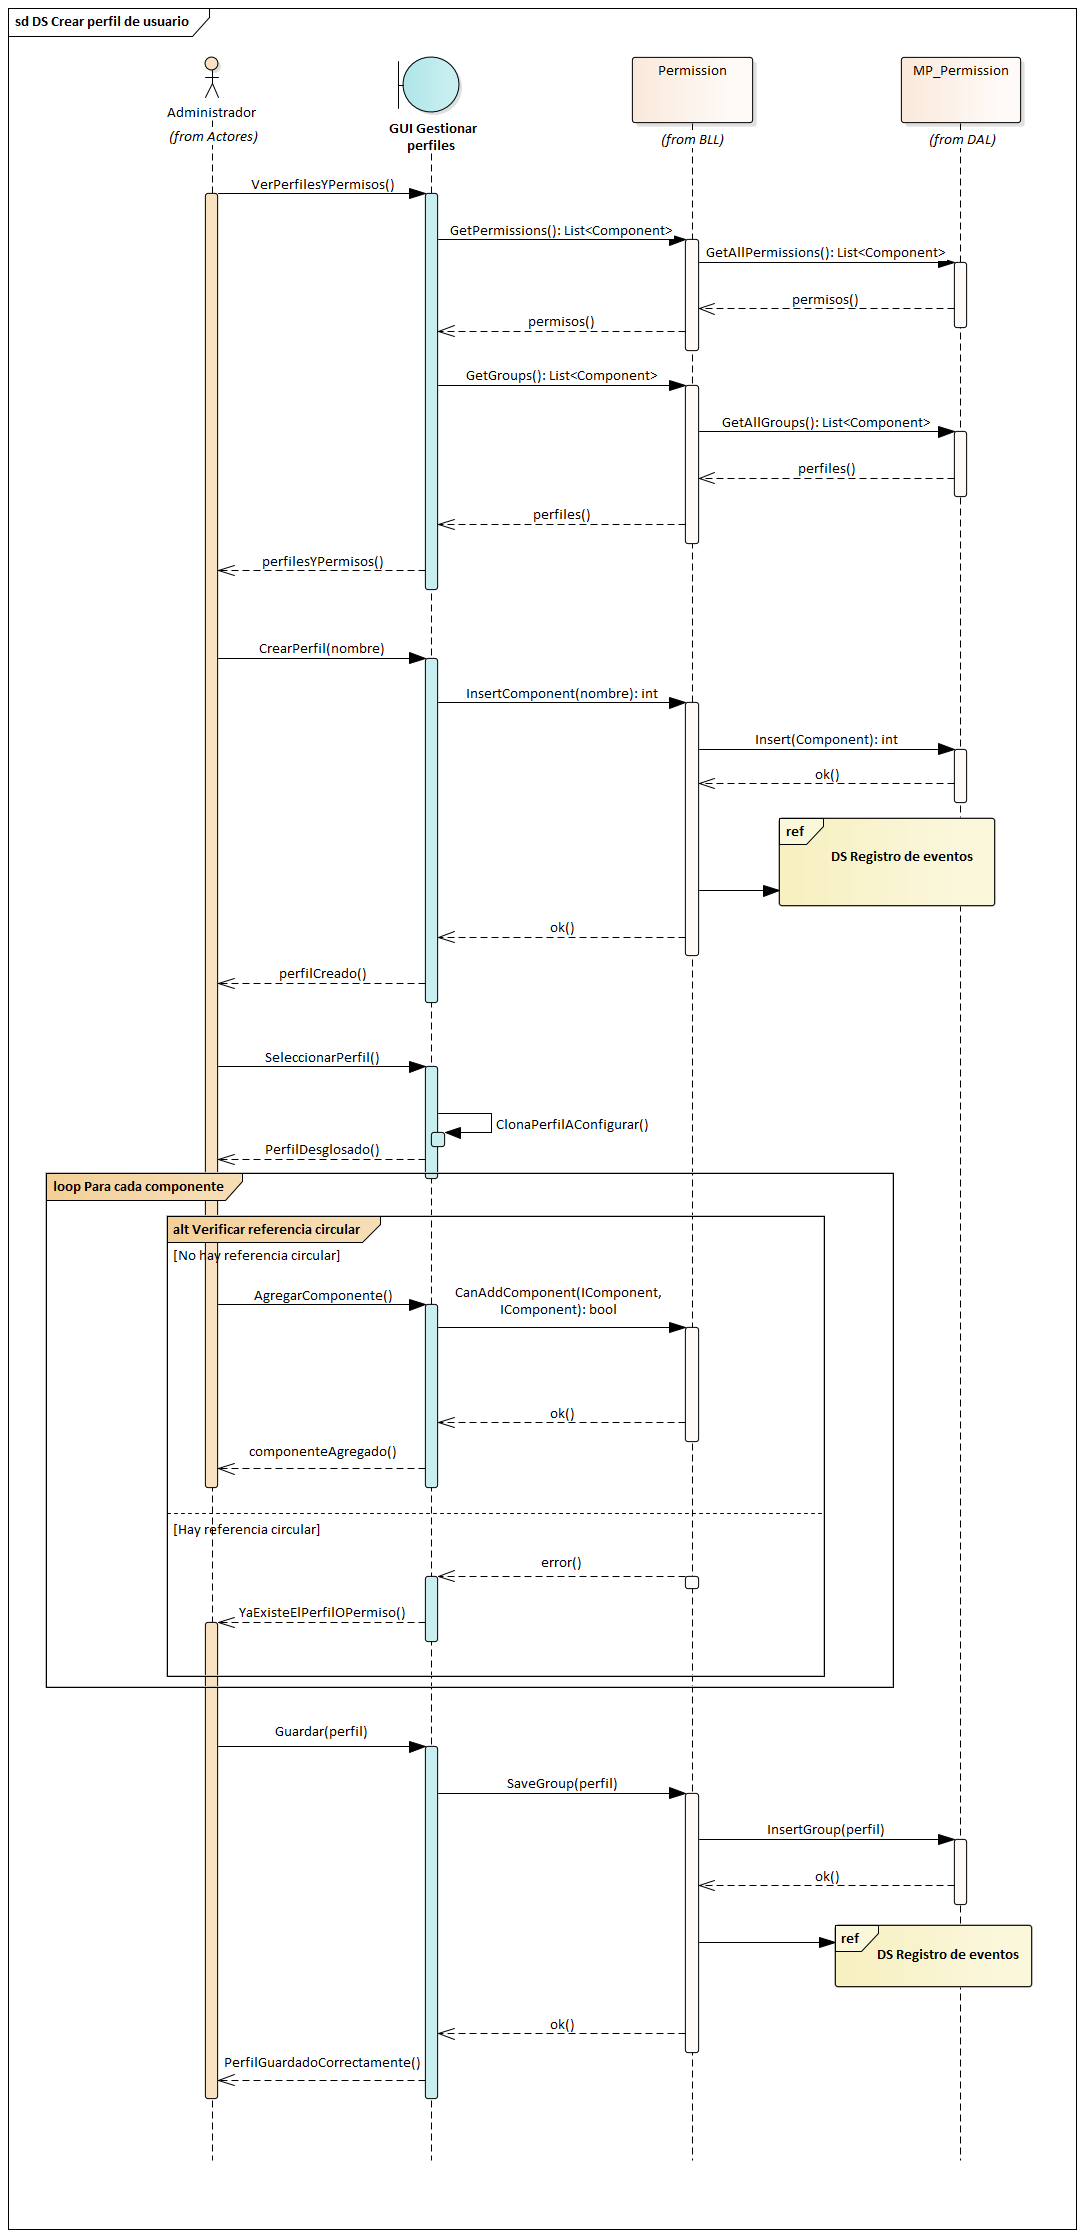 sd DS Crear perfil de usuario
Administrador
(from Actores)
GUI Gestionar
perfiles
Permission
(from BLL)
MP_Permission
(from DAL)
VerPerfilesYPermisos()
GetPermissions(): List<Component>
GetAllPermissions(): List<Component>
permisos()
permisos()
GetGroups(): List<Component>
GetAllGroups(): List<Component>
perfiles()
perfiles()
perfilesYPermisos()
CrearPerfil(nombre)
InsertComponent(nombre): int
Insert(Component): int
ok()
ref
DS Registro de eventos
ok()
perfilCreado()
SeleccionarPerfil()
ClonaPerfilAConfigurar()
PerfilDesglosado()
loop Para cada componente
alt Verificar referencia circular
[No hay referencia circular]
AgregarComponente()
CanAddComponent(IComponent,
IComponent): bool
ok()
componenteAgregado()
[Hay referencia circular]
error()
YaExisteElPerfilOPermiso()
Guardar(perfil)
SaveGroup(perfil)
InsertGroup(perfil)
ok()
ref
DS Registro de eventos
ok()
PerfilGuardadoCorrectamente()